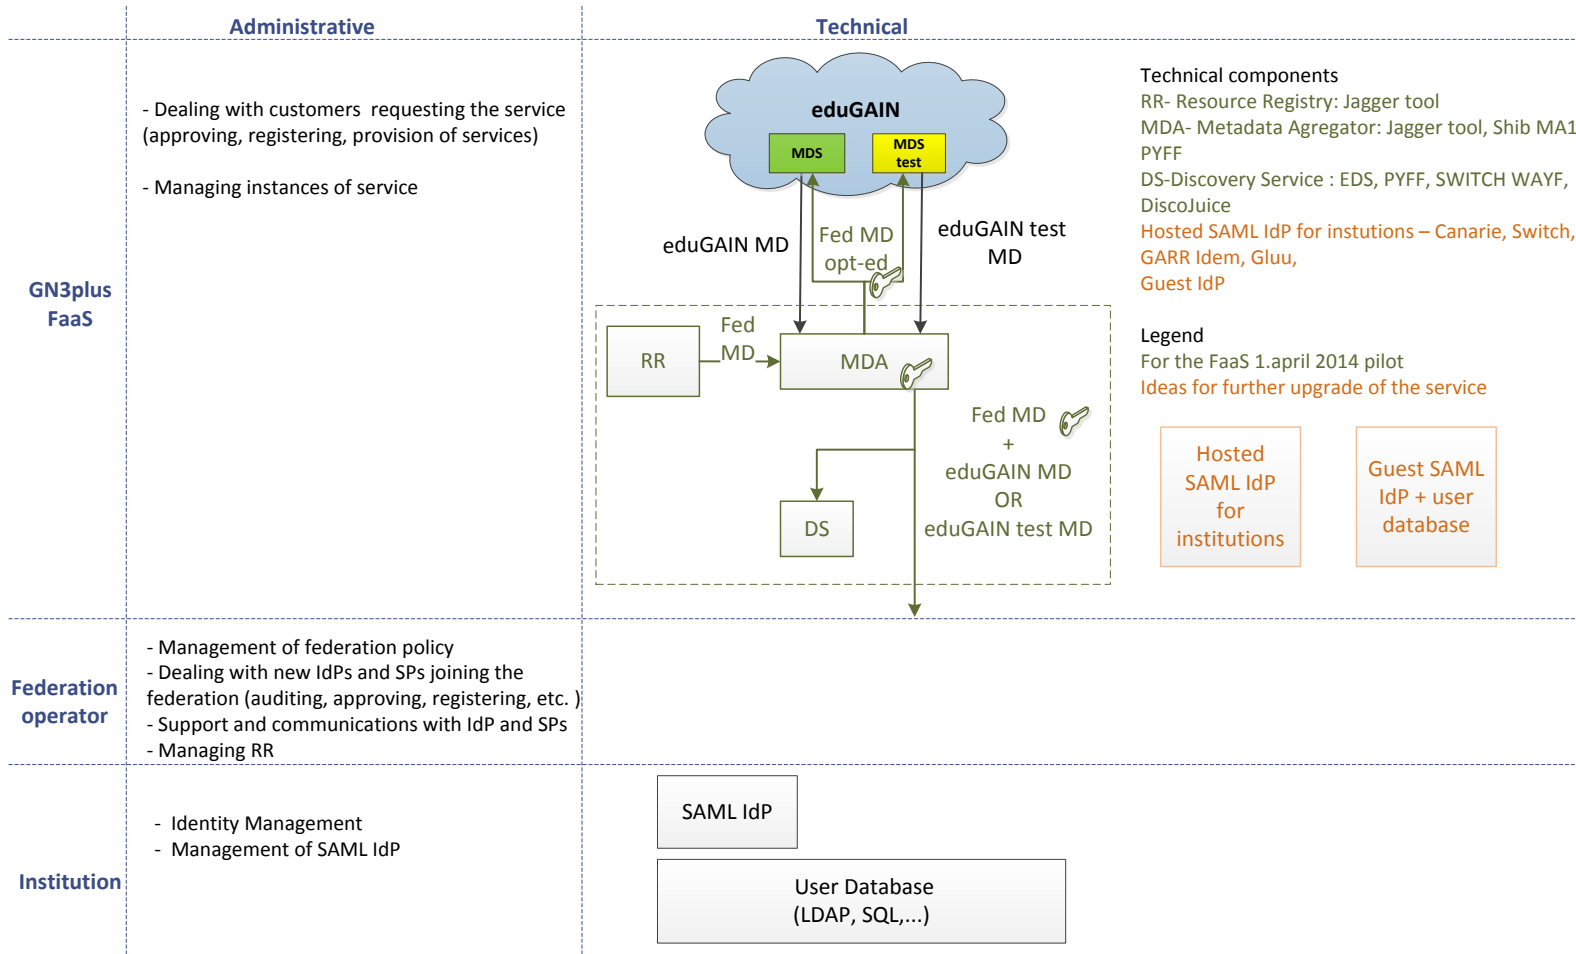 Administrative
Technical
GN3plus
FaaS
- Dealing with customers  requesting the service
(approving, registering, provision of services)
- Managing instances of service
eduGAIN
MDS
MDS
test
eduGAIN MD
Fed MD
opt-ed
eduGAIN test
MD
RR
Fed
MD
MDA
Fed MD
+
eduGAIN MD
OR
eduGAIN test MD
DS
Technical components
RR- Resource Registry: Jagger tool
MDA- Metadata Agregator: Jagger tool, Shib MA1
PYFF
DS-Discovery Service : EDS, PYFF, SWITCH WAYF,
DiscoJuice
Hosted SAML IdP for instutions – Canarie, Switch,
GARR Idem, Gluu,
Guest IdP
Legend
For the FaaS 1.april 2014 pilot
Ideas for further upgrade of the service
Hosted
SAML IdP
for
institutions
Guest SAML
IdP + user
database
Federation
operator
- Management of federation policy
- Dealing with new IdPs and SPs joining the
federation (auditing, approving, registering, etc. )
- Support and communications with IdP and SPs
- Managing RR
Institution
-  Identity Management
-  Management of SAML IdP
SAML IdP
User Database
(LDAP, SQL,...)